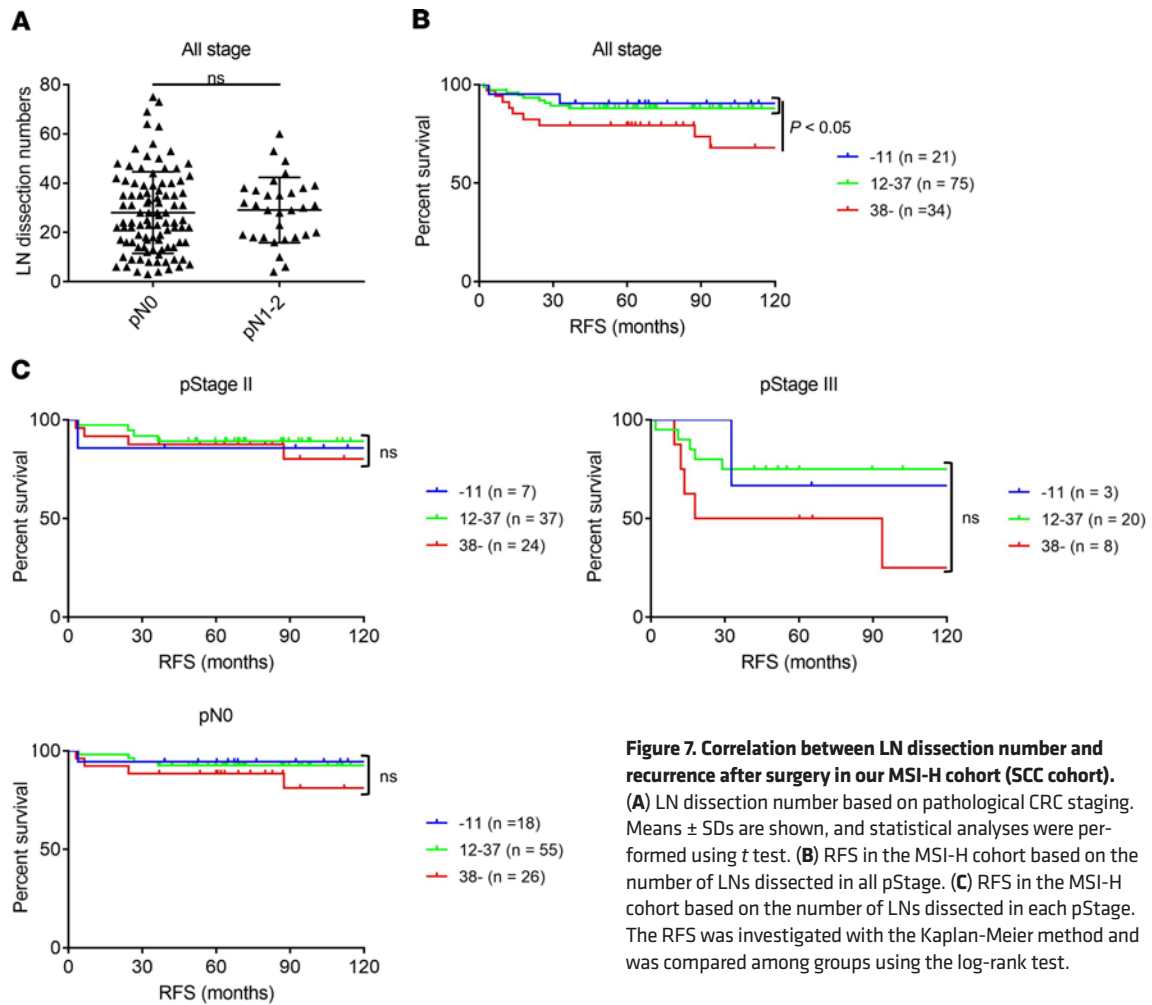 A
All stage
ns
80
60
40
20
0
LN dissection numbers
pN0
pN1-2
B
All stage
100
50
0
Percent survival
0 30 60 90 120
RFS (months)
P < 0.05
-11 (n = 21)
12-37 (n = 75)
38- (n =34)
C
pStage II
100
50
0
Percent survival
0 30 60 90 120
RFS (months)
ns
-11 (n = 7)
12-37 (n = 37)
38- (n = 24)
pStage III
100
50
0
Percent survival
0 30 60 90 120
RFS (months)
ns
-11 (n = 3)
12-37 (n = 20)
38- (n = 8)
pN0
100
50
0
Percent survival
0 30 60 90 120
RFS (months)
ns
-11 (n =18)
12-37 (n = 55)
38- (n = 26)
Figure 7. Correlation between LN dissection number and
recurrence after surgery in our MSI-H cohort (SCC cohort).
(A) LN dissection number based on pathological CRC staging.
Means ± SDs are shown, and statistical analyses were per-
formed using t test. (B) RFS in the MSI-H cohort based on the
number of LNs dissected in all pStage. (C) RFS in the MSI-H
cohort based on the number of LNs dissected in each pStage.
The RFS was investigated with the Kaplan-Meier method and
was compared among groups using the log-rank test.